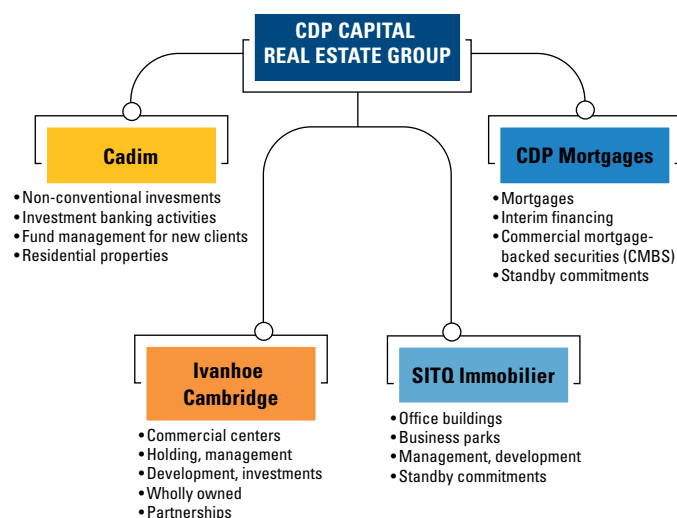 CDP CAPITAL
REAL ESTATE GROUP
Cadim
• Non-conventional invesments
• Investment banking activities
• Fund management for new clients
• Residential properties
CDP Mortgages
• Mortgages
• Interim financing
• Commercial mortgage-
backed securities (CMBS)
• Standby commitments
Ivanhoe
Cambridge
• Commercial centers
• Holding, management
• Development, investments
• Wholly owned
• Partnerships
SITQ Immobilier
• Office buildings
• Business parks
• Management, development
• Standby commitments